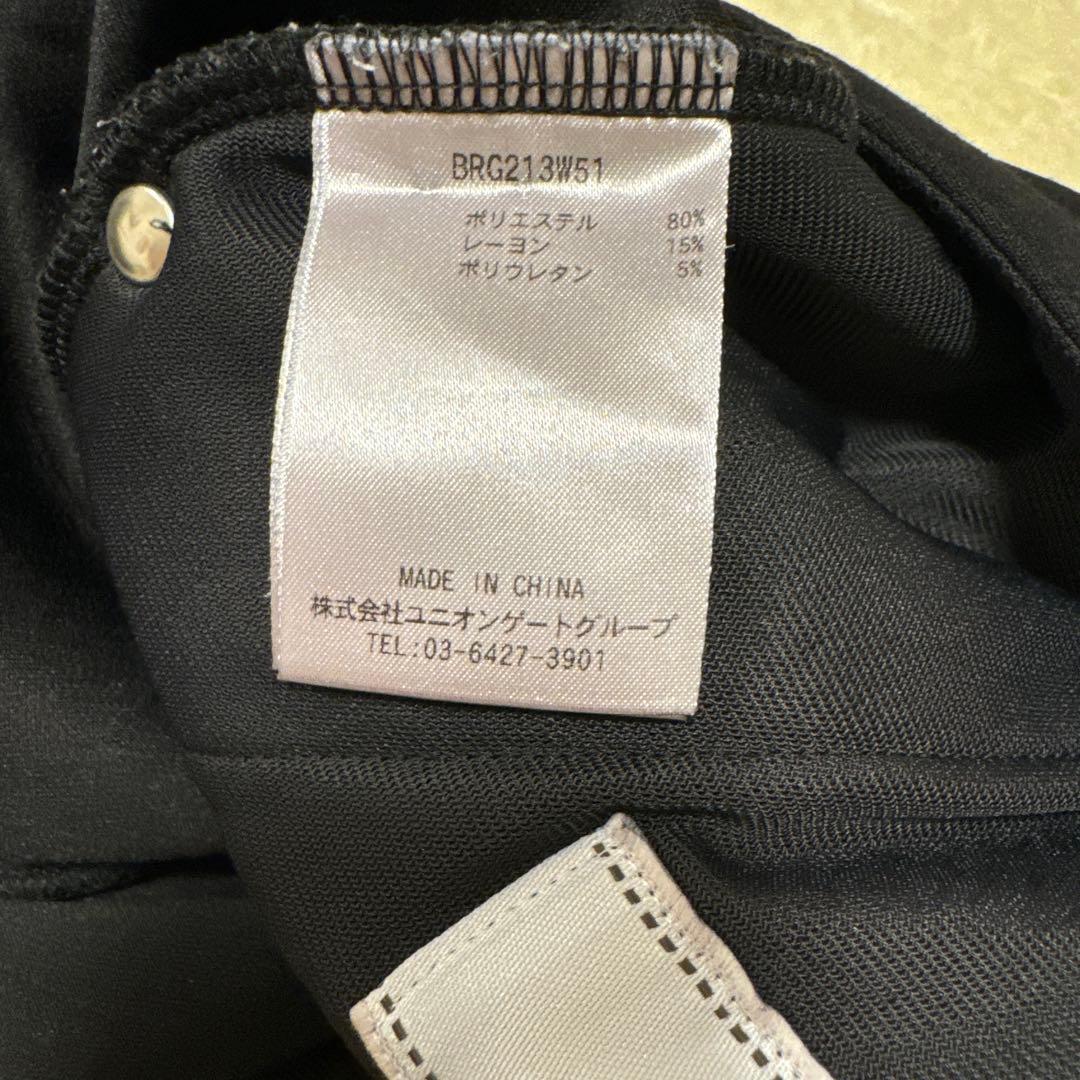 BRG213W51
ポリエステル 80%
レーヨン 15%
ポリウレタン 5%
MADE IN CHINA
株式会社ユニオンゲートグループ
TEL:03-6427-3901